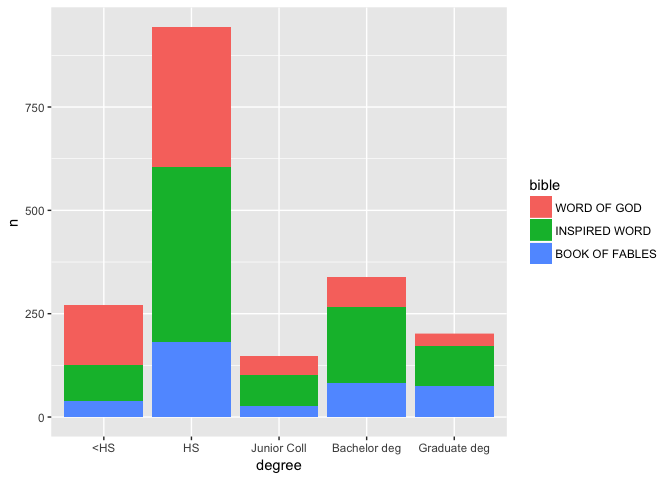 750
500
250
0
n
<HS
HS
Junior Coll
Bachelor deg
Graduate deg
degree
bible
WORD OF GOD
INSPIRED WORD
BOOK OF FABLES